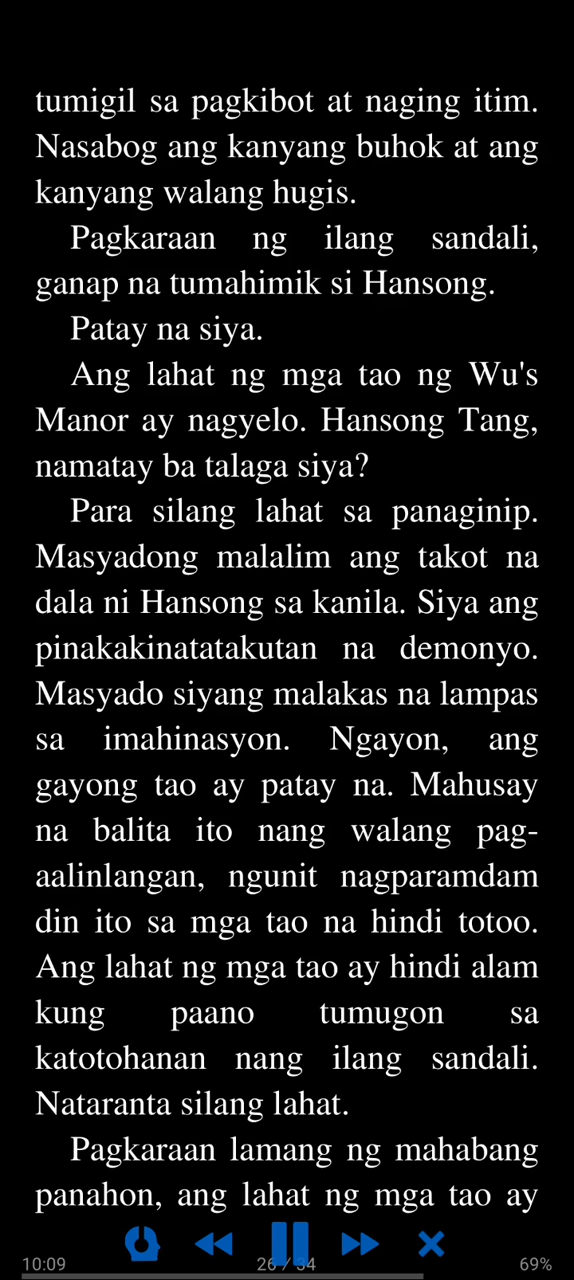 tumigil sa pagkibot at naging itim.
Nasabog ang kanyang buhok at ang
kanyang walang hugis.
Pagkaraan ng ilang sandali,
ganap na tumahimik si Hansong.
Patay na siya.
Ang lahat ng mga tao ng Wu's
Manor ay nagyelo. Hansong Tang,
namatay ba talaga siya?
Para silang lahat sa panaginip.
Masyadong malalim ang takot na
dala ni Hansong sa kanila. Siya ang
pinakakinatatakutan na demonyo.
Masyado siyang malakas na lampas
sa imahinasyon. Ngayon, ang
gayong tao ay patay na. Mahusay
na balita ito nang walang pag-
aalinlangan, ngunit nagparamdam
din ito sa mga tao na hindi totoo.
Ang lahat ng mga tao ay hindi alam
kung paano tumugon sa
katotohanan nang ilang sandali.
Nataranta silang lahat.
Pagkaraan lamang ng mahabang
panahon, ang lahat ng mga tao ay
10:09 26 / 34 69%